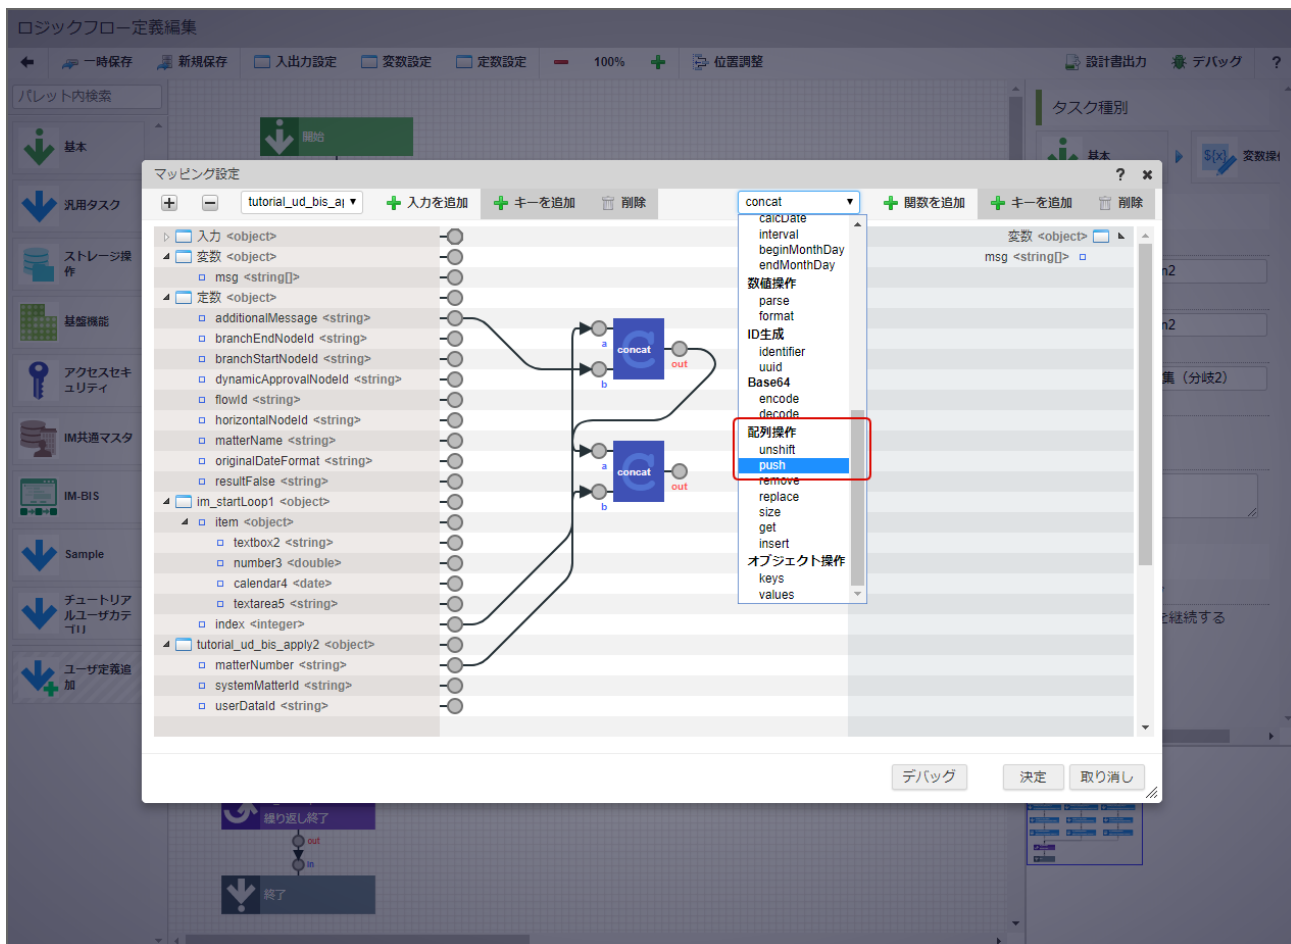 ロジックフロー定義編集
一時保存
新規保存
入出力設定
変数設定
定数設定
100%
位置調整
設計書出力
デバッグ
?
パレット内検索
基本
汎用タスク
ストレージ操
作
基盤機能
アクセスセキ
ュリティ
IM共通マスタ
IM-BIS
Sample
チュートリア
ルユーザカテ
ゴリ
ユーザ定義追
加
開始
タスク種別
基本
${x}
変数操
マッピング設定
?
tutorial_ud_bis_a
入力を追加
キーを追加
削除
concat
関数を追加
キーを追加
削除
入力 <object>
変数 <object>
msg <string[]>
定数 <object>
additionalMessage <string>
branchEndNodeId <string>
branchStartNodeId <string>
dynamicApprovalNodeId <string>
flowId <string>
horizontalNodeId <string>
matterName <string>
originalDateFormat <string>
resultFalse <string>
im_startLoop1 <object>
item <object>
textbox2 <string>
number3 <double>
calendar4 <date>
textarea5 <string>
index <integer>
tutorial_ud_bis_apply2 <object>
matterNumber <string>
systemMatterId <string>
userDataId <string>
a
concat
b
out
a
concat
b
out
calcDate
interval
beginMonthDay
endMonthDay
数値操作
parse
format
ID生成
identifier
uuid
Base64
encode
decode
配列操作
unshift
push
remove
replace
size
get
insert
オブジェクト操作
keys
values
変数 <object>
msg <string[]>
n2
n2
集（分岐2）
を継続する
デバッグ
決定
取り消し
繰り返し終了
out
in
終了